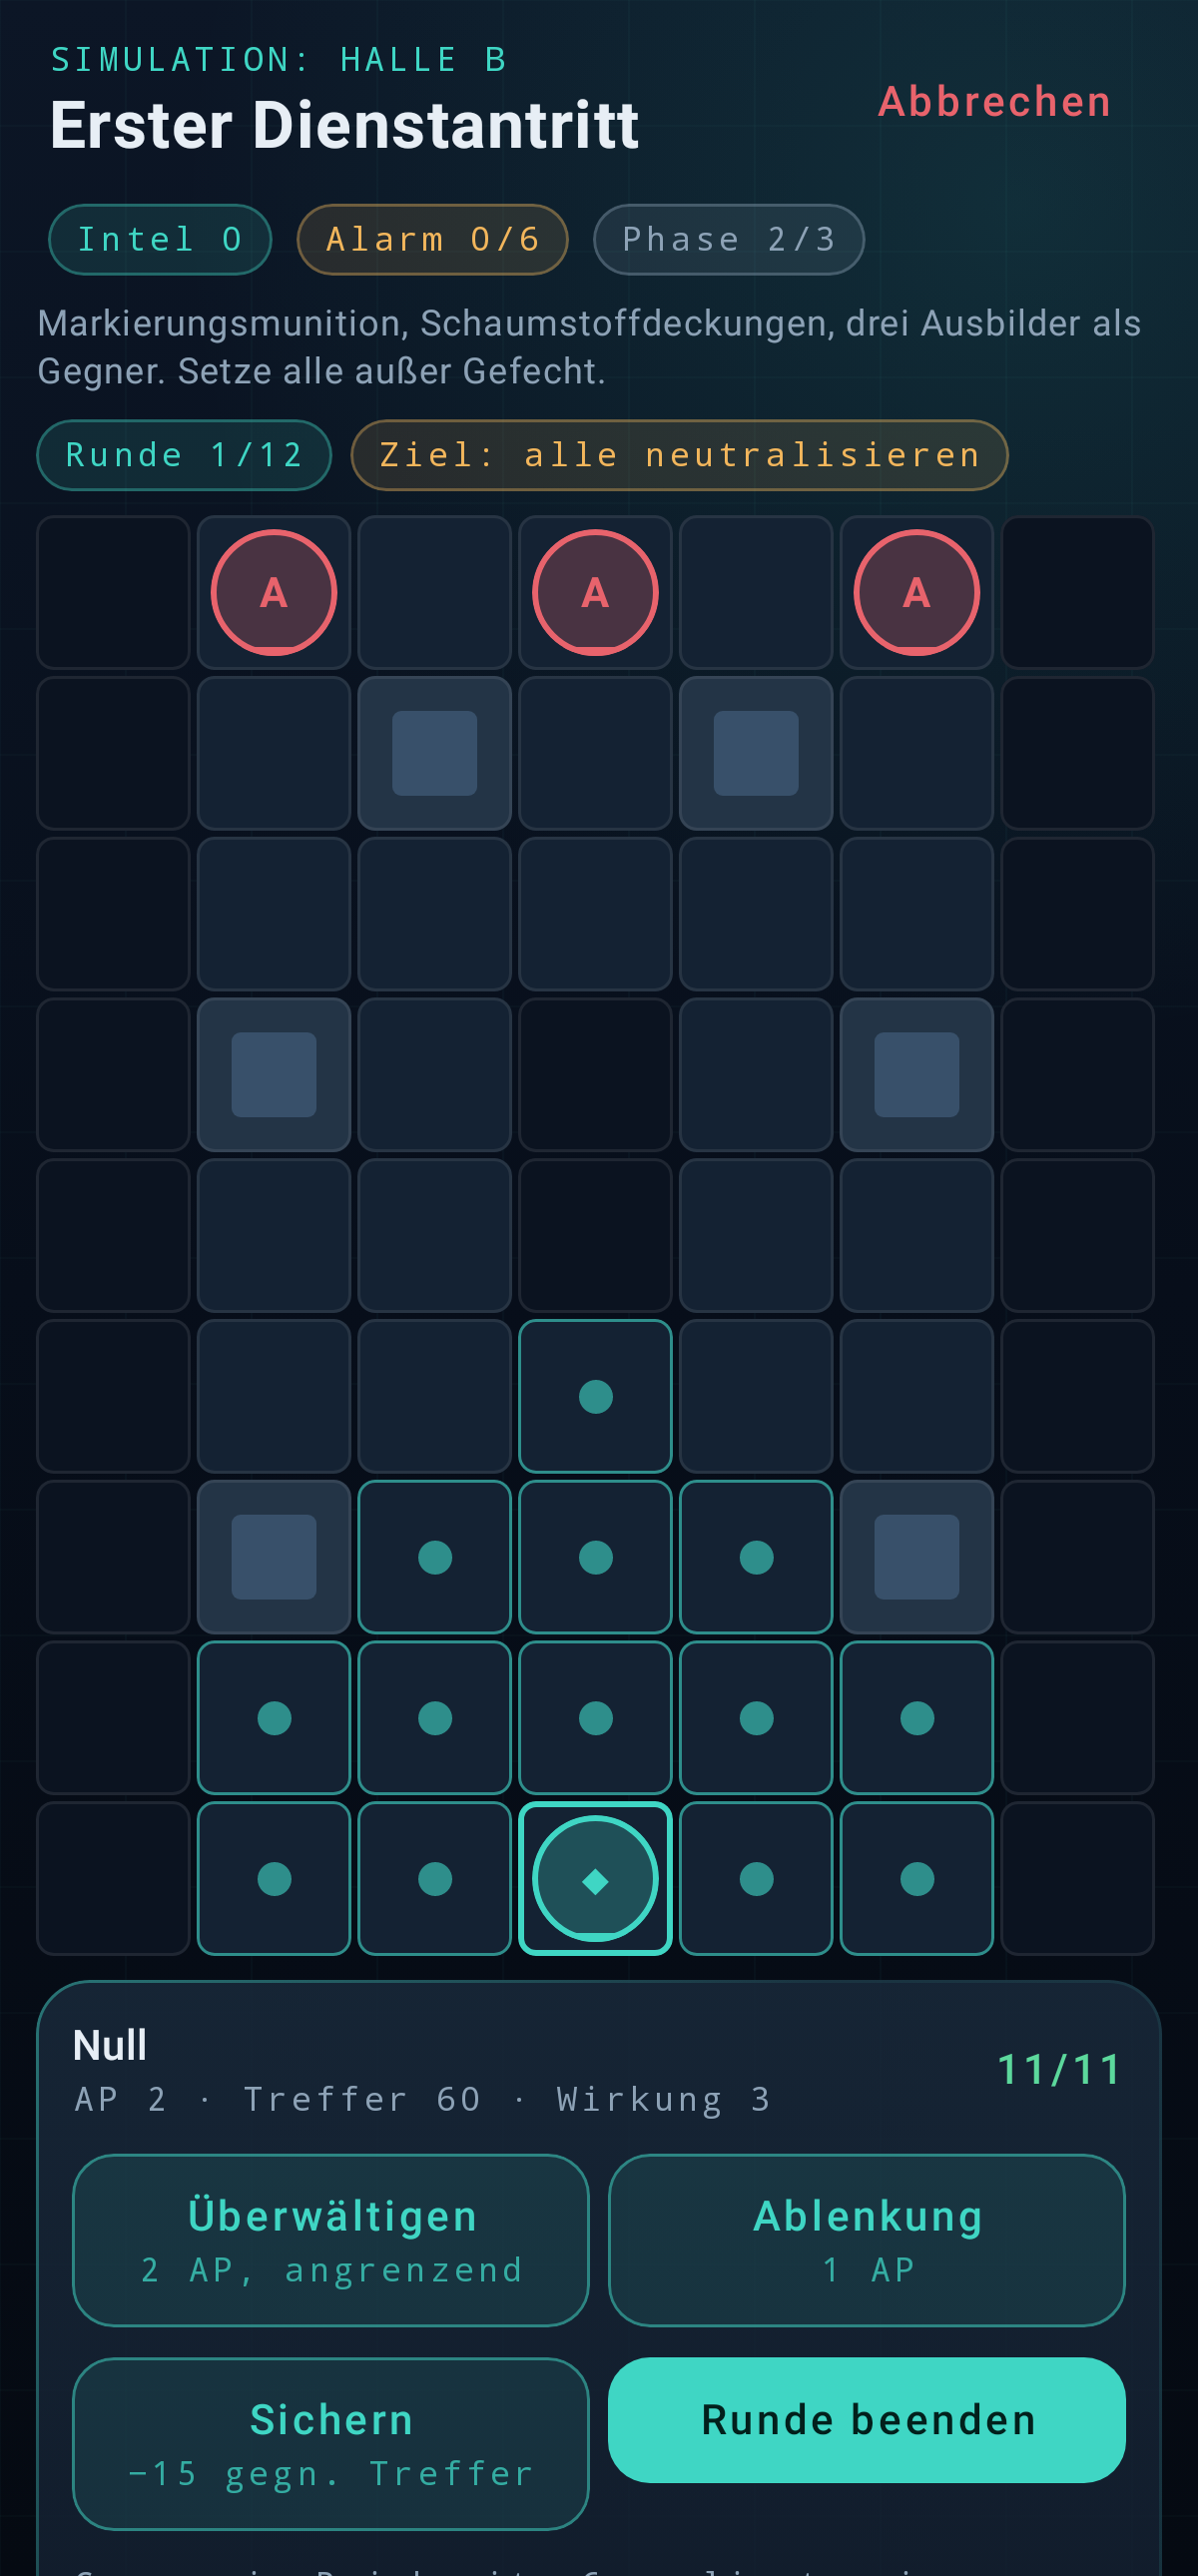 SIMULATION: HALLE B
Erster Dienstantritt
Abbrechen
Intel 0
Alarm 0/6
Phase 2/3
Markierungsmunition, Schaumstoffdeckungen, drei Ausbilder als
Gegner. Setze alle außer Gefecht.
Runde 1/12
Ziel: alle neutralisieren
A
A
A
Null
11/11
AP 2 · Treffer 60 · Wirkung 3
Überwältigen
2 AP, angrenzend
Ablenkung
1 AP
Sichern
−15 gegn. Treffer
Runde beenden